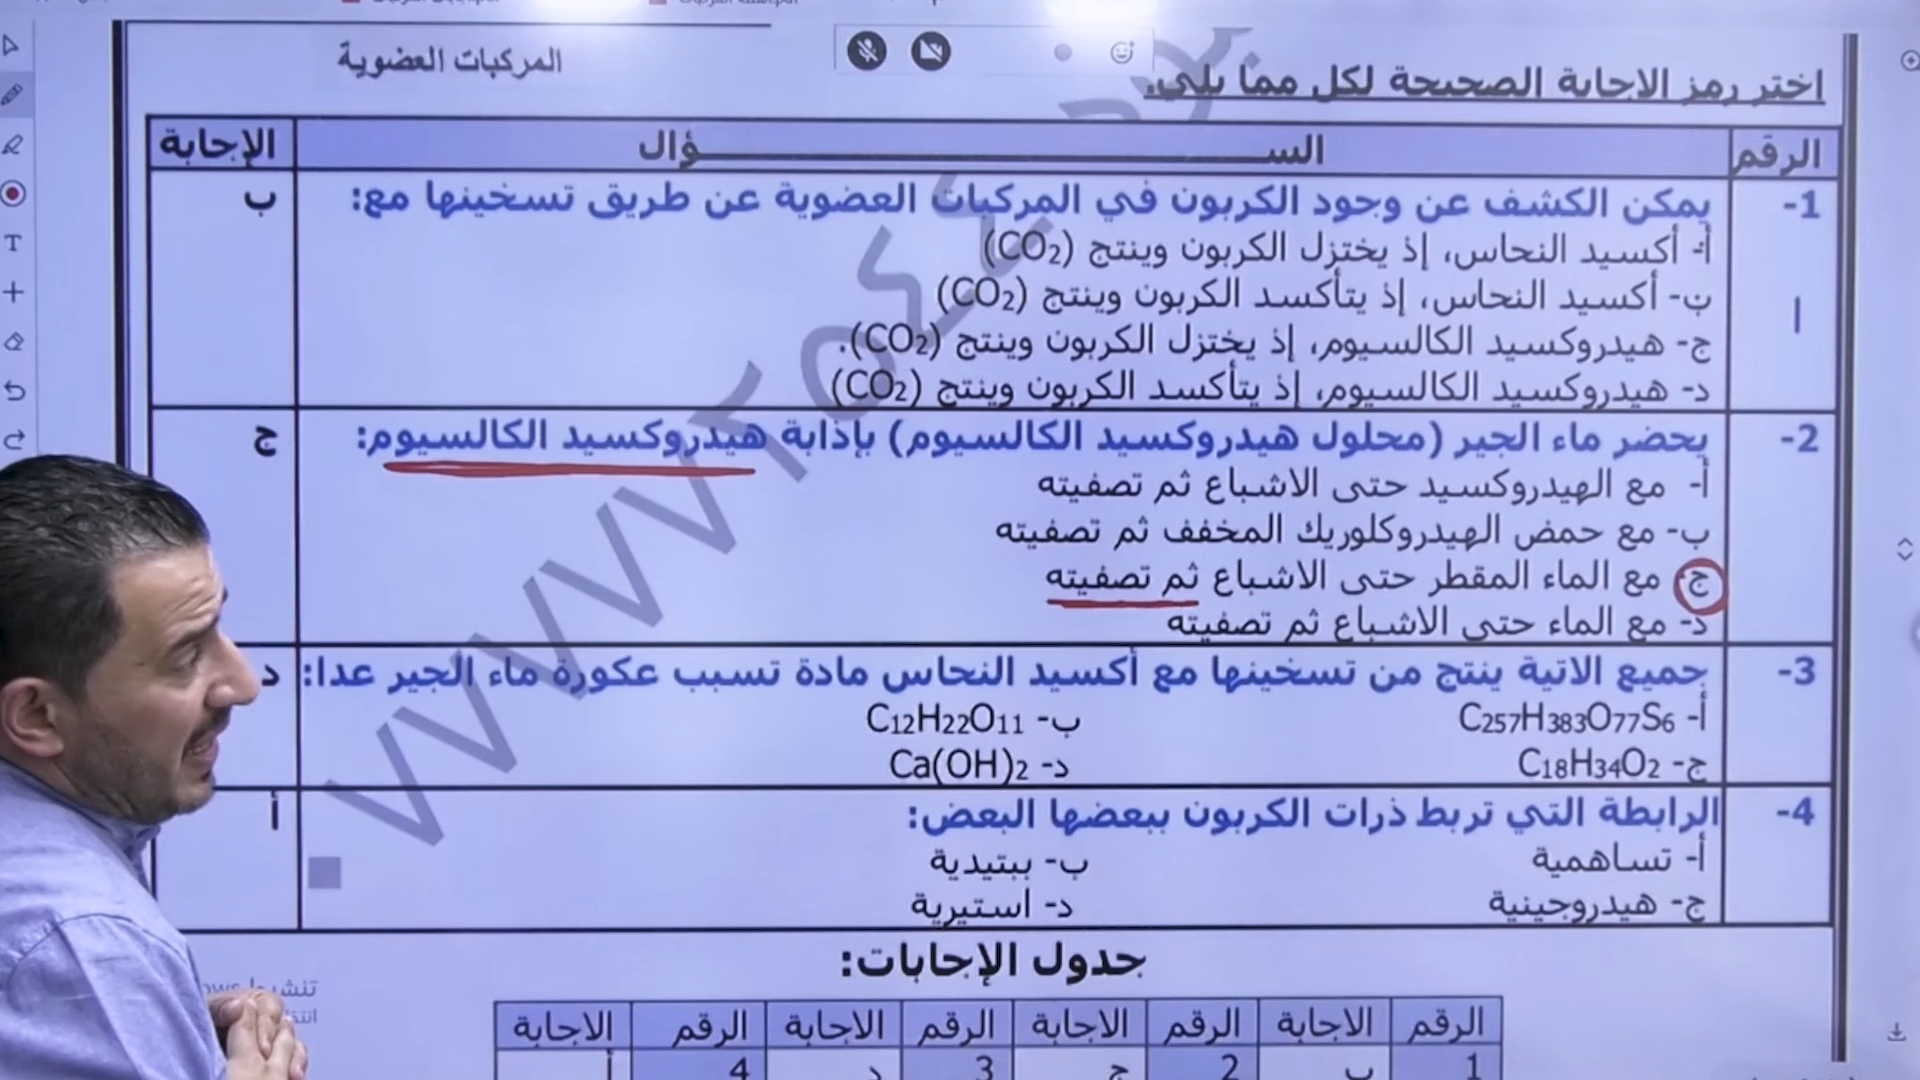 المركبات العضوية
اختر رمز الاجابة الصحيحة لكل مما يلي.
الرقم السـؤال الإجابة
1- يمكن الكشف عن وجود الكربون في المركبات العضوية عن طريق تسخينها مع: ب
أ- أكسيد النحاس، إذ يختزل الكربون وينتج (CO2)
ب- أكسيد النحاس، إذ يتأكسد الكربون وينتج (CO2)
ج- هيدروكسيد الكالسيوم، إذ يختزل الكربون وينتج (CO2).
د- هيدروكسيد الكالسيوم، إذ يتأكسد الكربون وينتج (CO2)
2- يحضر ماء الجير (محلول هيدروكسيد الكالسيوم) بإذابة هيدروكسيد الكالسيوم: ج
أ- مع الهيدروكسيد حتى الاشباع ثم تصفيته
ب- مع حمض الهيدروكلوريك المخفف ثم تصفيته
ج- مع الماء المقطر حتى الاشباع ثم تصفيته
د- مع الماء حتى الاشباع ثم تصفيته
3- جميع الاتية ينتج من تسخينها مع أكسيد النحاس مادة تسبب عكورة ماء الجير عدا: د
أ- C257H383O77S6 ب- C12H22O11
ج- C18H34O2 د- Ca(OH)2
4- الرابطة التي تربط ذرات الكربون ببعضها البعض: أ
أ- تساهمية ب- ببتيدية
ج- هيدروجينية د- استيرية
جدول الإجابات:
الرقم الاجابة الرقم الاجابة الرقم الاجابة الرقم الاجابة
1 ب 2 ج 3 د 4 أ